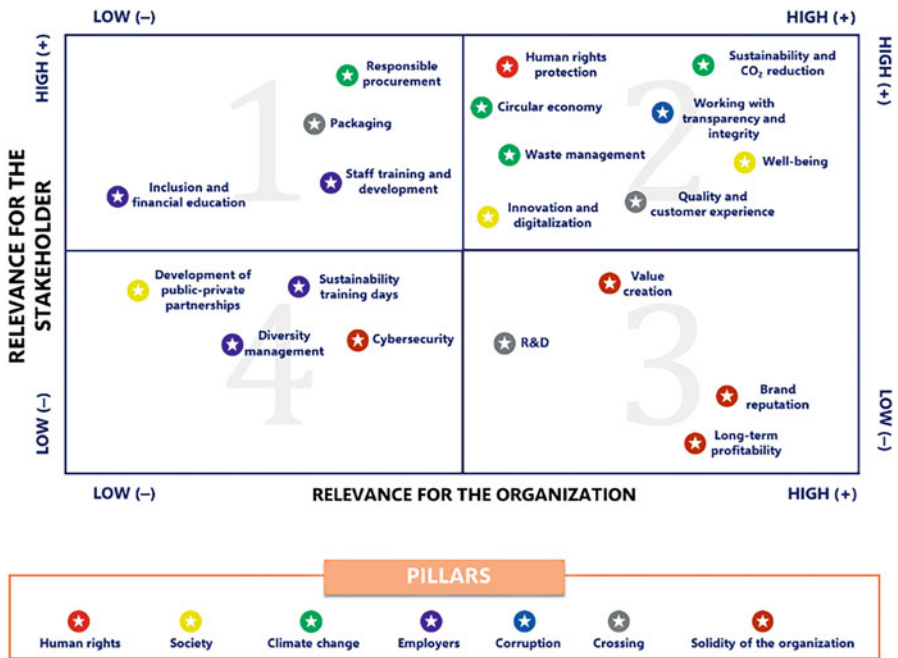 LOW (–)
HIGH (+)
HIGH (+)
HIGH (+)
RELEVANCE FOR THE
STAKEHOLDER
LOW (–)
LOW (–)
1
Responsible
procurement
Packaging
Staff training and
development
Inclusion and
financial education
2
Human rights
protection
Sustainability and
CO₂ reduction
Circular economy
Working with
transparency and
integrity
Waste management
Well-being
Innovation and
digitalization
Quality and
customer experience
4
Development of
public-private
partnerships
Sustainability
training days
Diversity
management
Cybersecurity
3
Value
creation
R&D
Brand
reputation
Long-term
profitability
LOW (–)
RELEVANCE FOR THE ORGANIZATION
HIGH (+)
PILLARS
Human rights
Society
Climate change
Employers
Corruption
Crossing
Solidity of the organization